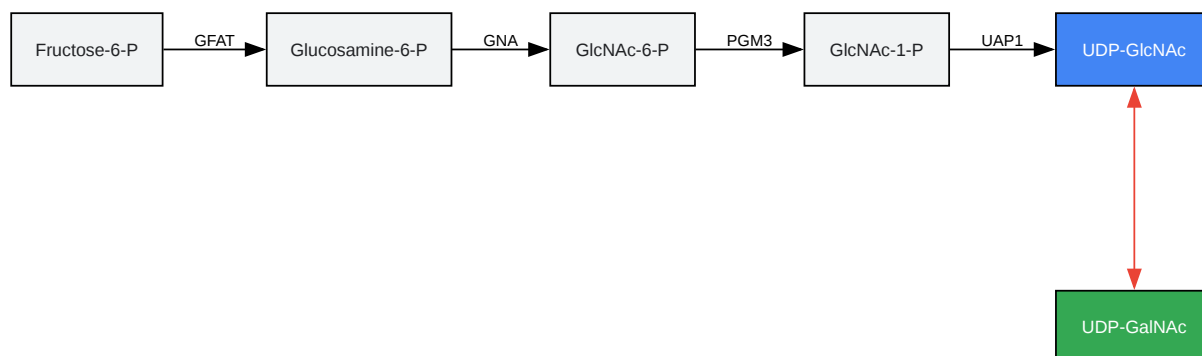 Fructose-6-P
GFAT
Glucosamine-6-P
GNA
GlcNAc-6-P
PGM3
GlcNAc-1-P
UAP1
UDP-GlcNAc
UDP-GalNAc